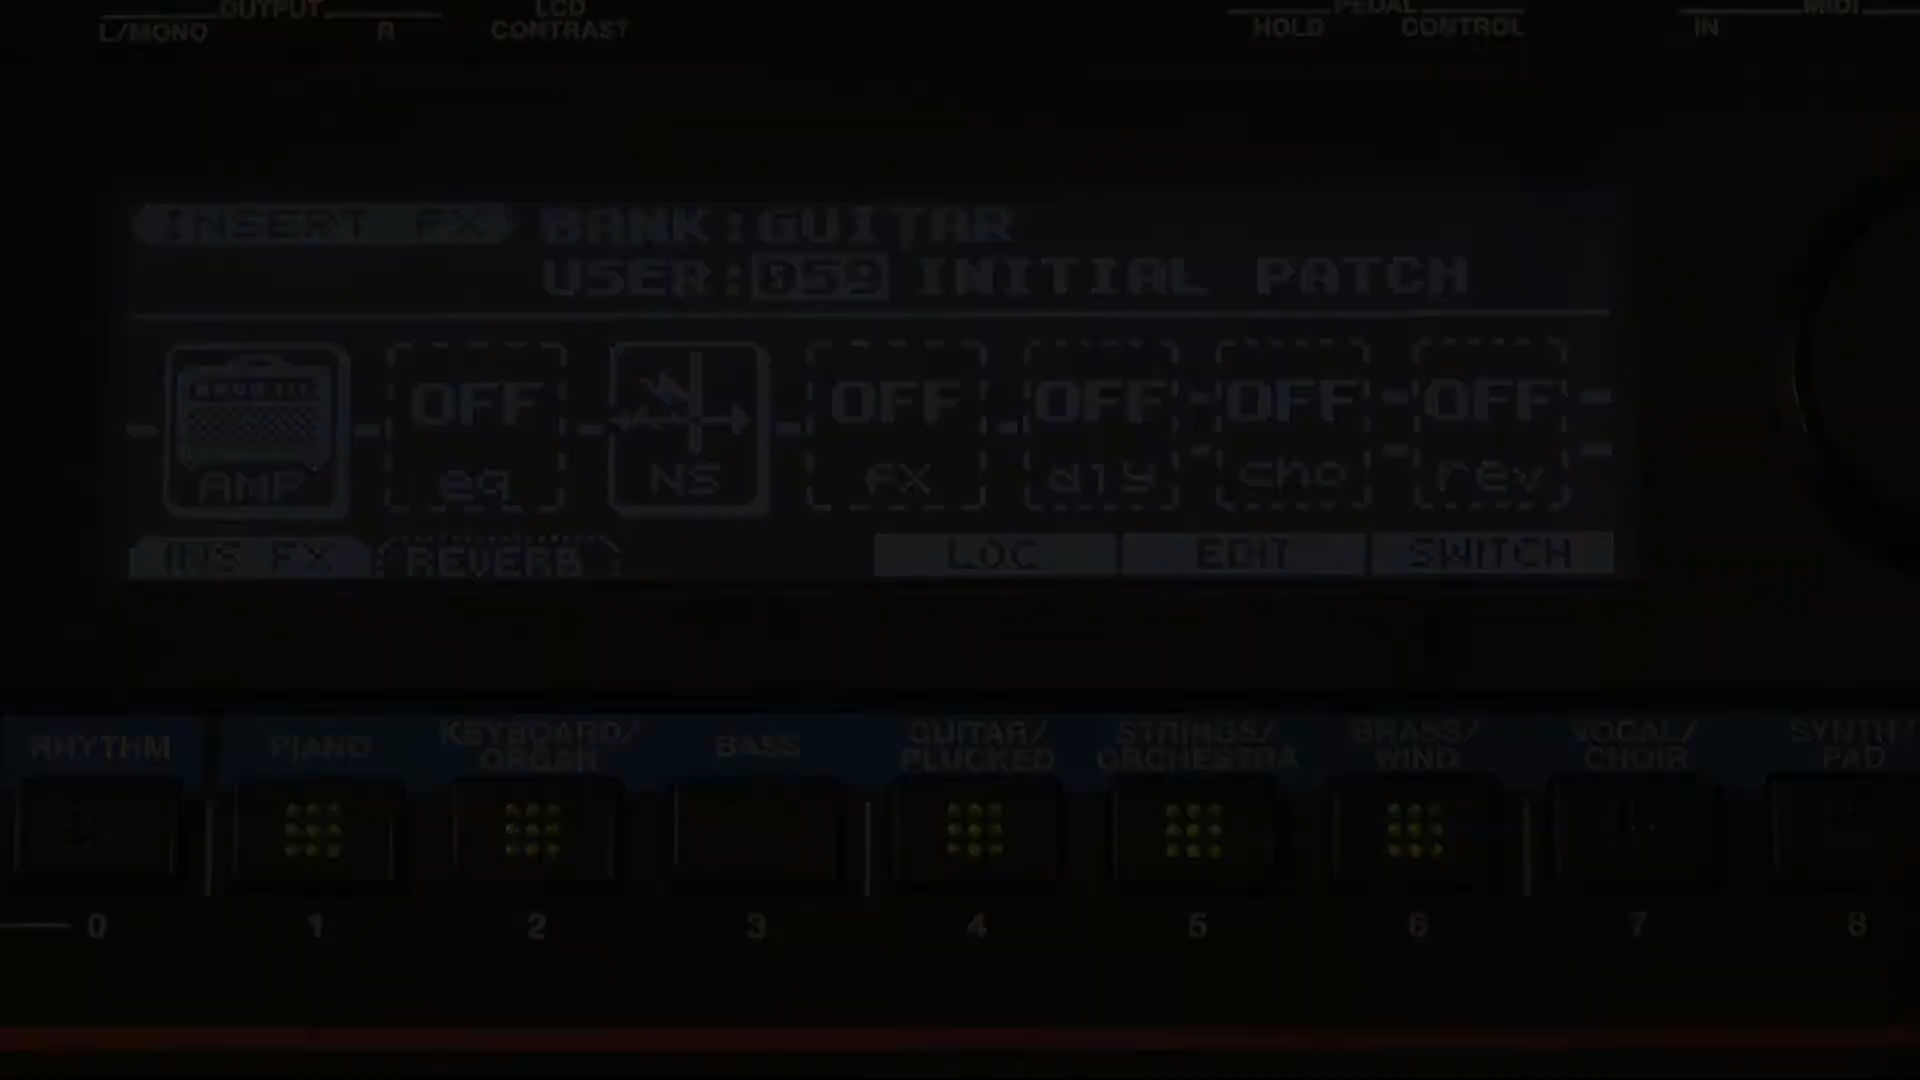 OUTPUT
L/MONO R
LCD
CONTRAST
PEDAL
HOLD CONTROL
MIDI
IN
INSERT FX BANK:GUITAR
USER:059 INITIAL PATCH
AMP
OFF eq
NS
OFF fx
OFF dly
OFF cho
OFF rev
INS FX REVERB LOC EDIT SWITCH
RHYTHM
PIANO
KEYBOARD/
ORGAN
BASS
GUITAR/
PLUCKED
STRINGS/
ORCHESTRA
BRASS/
WIND
VOCAL/
CHOIR
SYNTH/
PAD
0 1 2 3 4 5 6 7 8